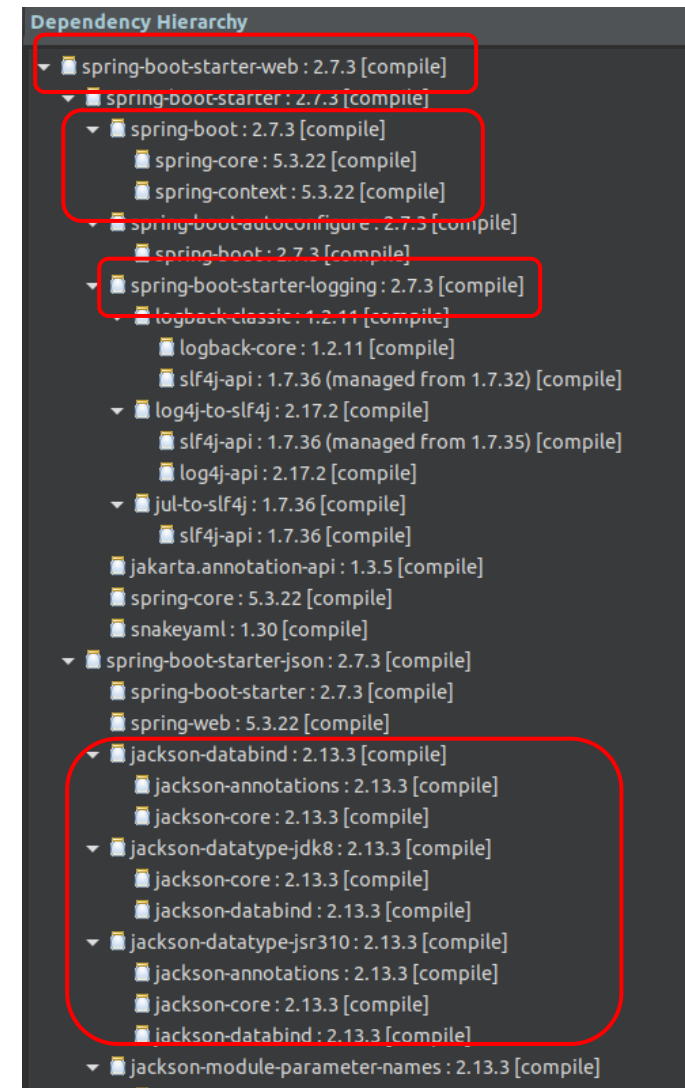 Dependency Hierarchy
spring-boot-starter-web : 2.7.3 [compile]
spring-boot-starter : 2.7.3 [compile]
spring-boot : 2.7.3 [compile]
spring-core : 5.3.22 [compile]
spring-context : 5.3.22 [compile]
spring-boot-autoconfigure : 2.7.3 [compile]
spring-boot : 2.7.3 [compile]
spring-boot-starter-logging : 2.7.3 [compile]
logback-classic : 1.2.11 [compile]
logback-core : 1.2.11 [compile]
slf4j-api : 1.7.36 (managed from 1.7.32) [compile]
log4j-to-slf4j : 2.17.2 [compile]
slf4j-api : 1.7.36 (managed from 1.7.35) [compile]
log4j-api : 2.17.2 [compile]
jul-to-slf4j : 1.7.36 [compile]
slf4j-api : 1.7.36 [compile]
jakarta.annotation-api : 1.3.5 [compile]
spring-core : 5.3.22 [compile]
snakeyaml : 1.30 [compile]
spring-boot-starter-json : 2.7.3 [compile]
spring-boot-starter : 2.7.3 [compile]
spring-web : 5.3.22 [compile]
jackson-databind : 2.13.3 [compile]
jackson-annotations : 2.13.3 [compile]
jackson-core : 2.13.3 [compile]
jackson-datatype-jdk8 : 2.13.3 [compile]
jackson-core : 2.13.3 [compile]
jackson-databind : 2.13.3 [compile]
jackson-datatype-jsr310 : 2.13.3 [compile]
jackson-annotations : 2.13.3 [compile]
jackson-core : 2.13.3 [compile]
jackson-databind : 2.13.3 [compile]
jackson-module-parameter-names : 2.13.3 [compile]